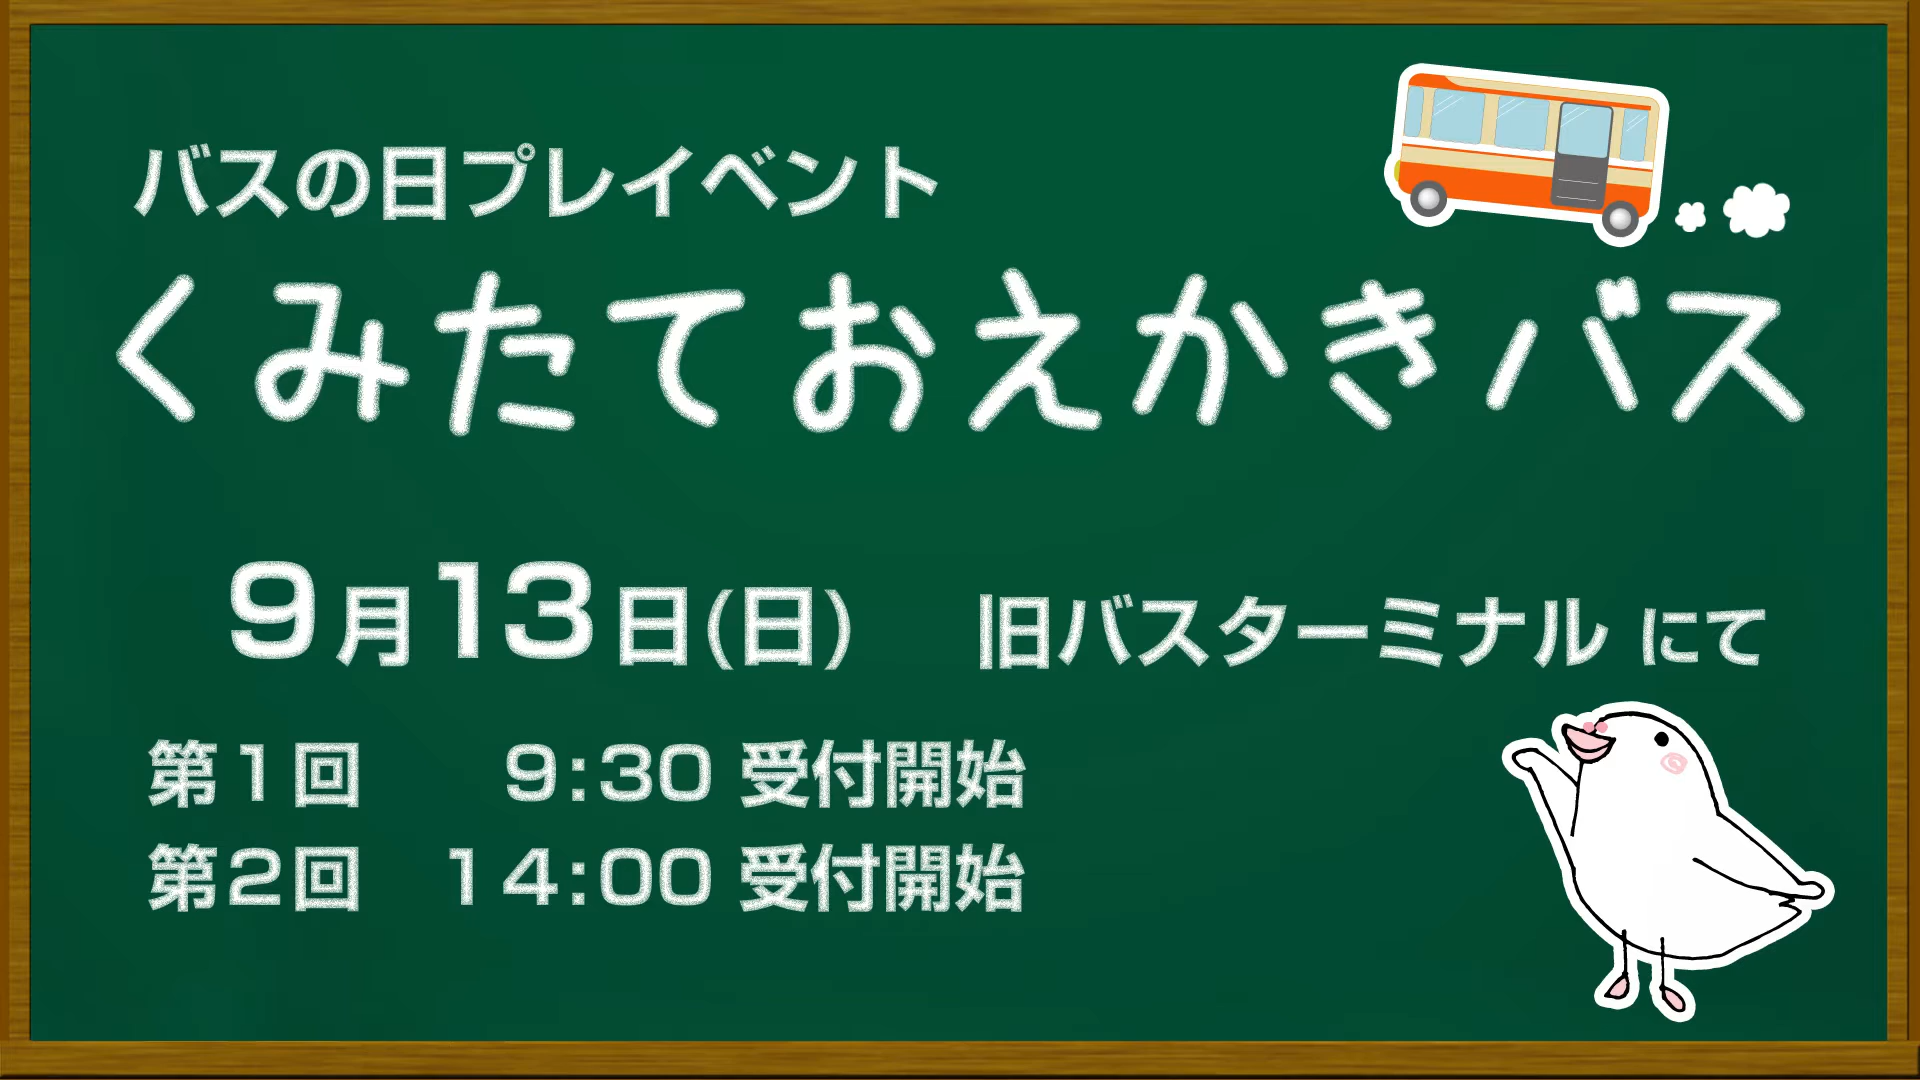 バスの日プレイベント
くみたておえかきバス
9月13日(日)　旧バスターミナル にて
第1回　9:30 受付開始
第2回　14:00 受付開始